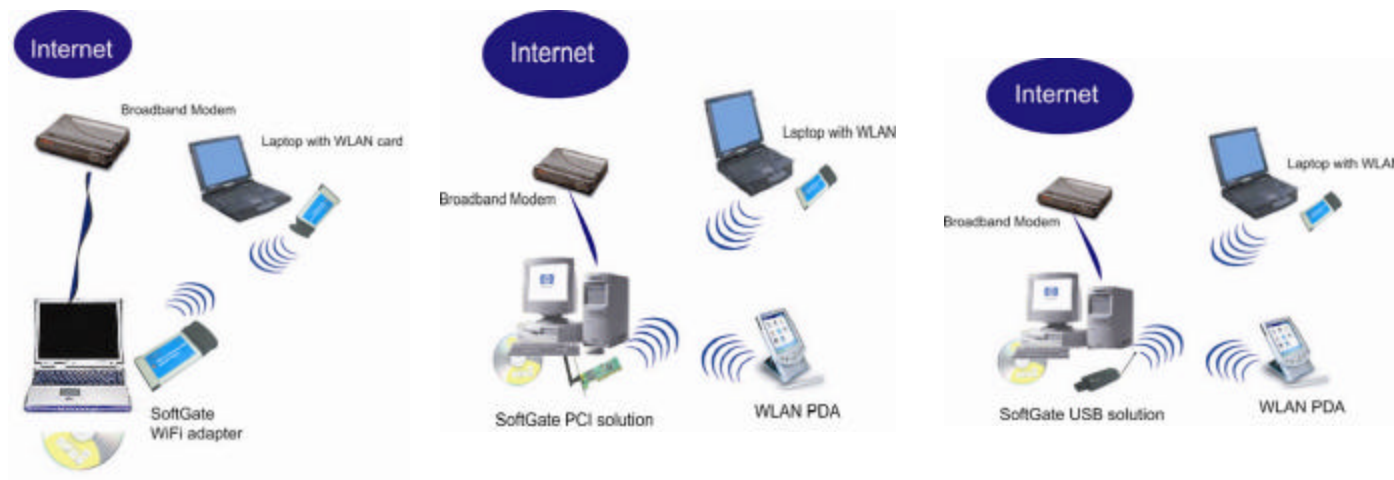 Internet
Broadband Modem
Laptop with WLAN card
SoftGate
WiFi adapter
Internet
Laptop with WLAN
Broadband Modem
SoftGate PCI solution
WLAN PDA
Internet
Laptop with WLAN
Broadband Modem
SoftGate USB solution
WLAN PDA